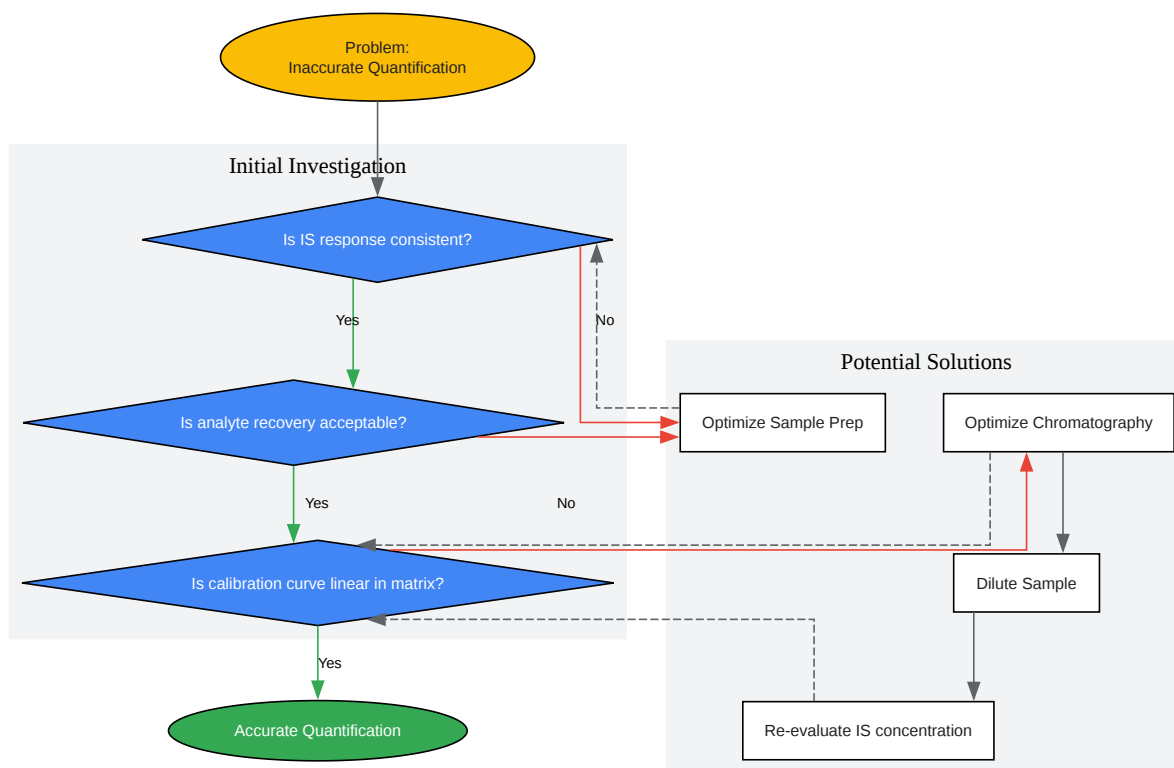 Problem:
Inaccurate Quantification
Initial Investigation
Is IS response consistent?
Yes
No
Potential Solutions
Is analyte recovery acceptable?
Optimize Sample Prep
Optimize Chromatography
Yes
No
Is calibration curve linear in matrix?
Dilute Sample
Yes
Accurate Quantification
Re-evaluate IS concentration